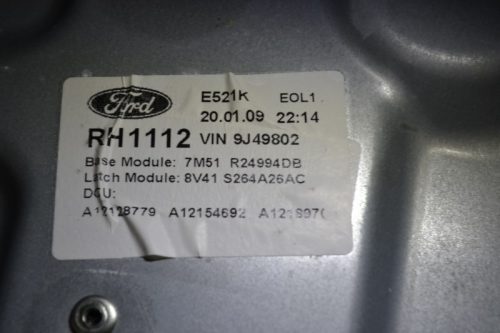 Ford
E521K EOL1
20.01.09 22:14
RH1112 VIN 9J49802
Base Module: 7M51 R24994DB
Latch Module: 8V41 S264A26AC
DCU:
A12128779 A12154692